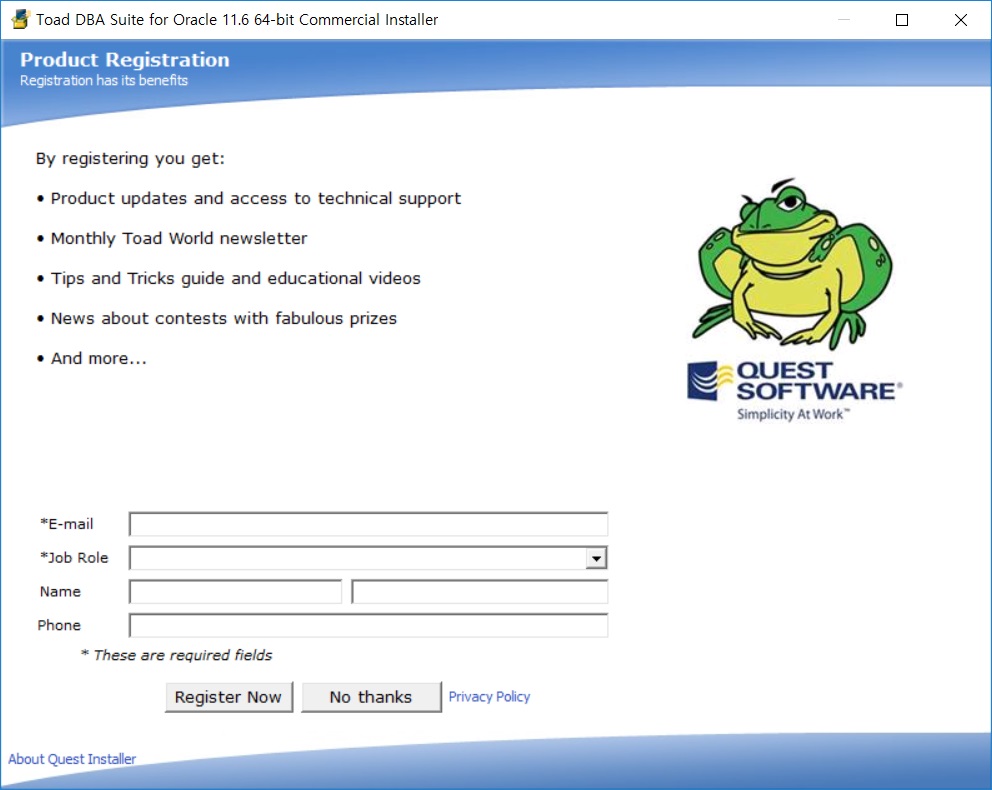 Toad DBA Suite for Oracle 11.6 64-bit Commercial Installer
Product Registration
Registration has its benefits
By registering you get:
• Product updates and access to technical support
• Monthly Toad World newsletter
• Tips and Tricks guide and educational videos
• News about contests with fabulous prizes
• And more...
QUEST
SOFTWARE®
Simplicity At Work™
*E-mail
*Job Role
Name
Phone
* These are required fields
Register Now No thanks Privacy Policy
About Quest Installer